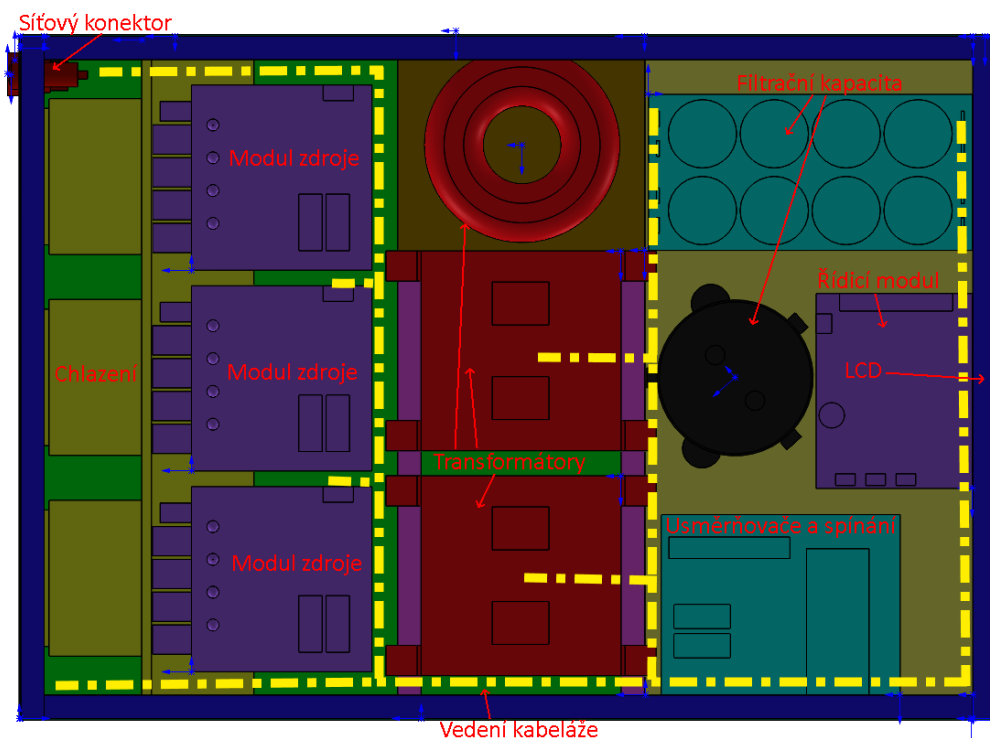 Síťový konektor
Filtrační kapacita
Modul zdroje
Řídicí modul
Chlazení
Modul zdroje
LCD
Transformátory
Usměrňovače a spínání
Modul zdroje
Vedení kabeláže